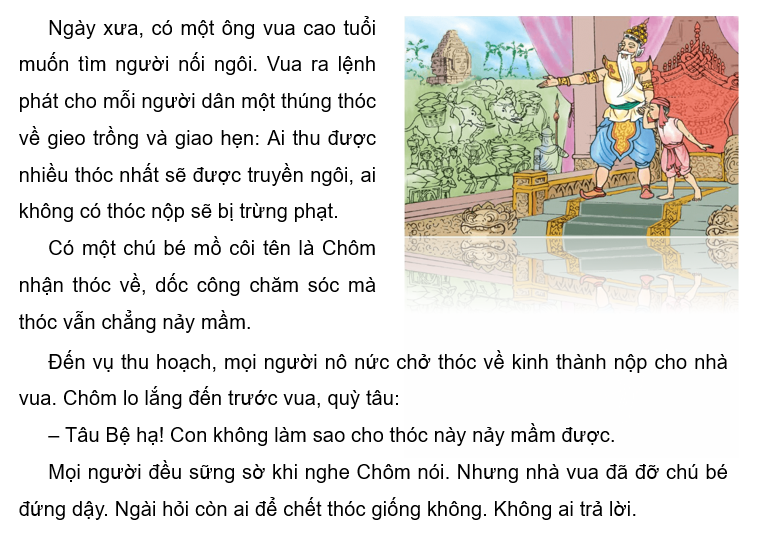 Ngày xưa, có một ông vua cao tuổi
muốn tìm người nối ngôi. Vua ra lệnh
phát cho mỗi người dân một thúng thóc
về gieo trồng và giao hẹn: Ai thu được
nhiều thóc nhất sẽ được truyền ngôi, ai
không có thóc nộp sẽ bị trừng phạt.
Có một chú bé mồ côi tên là Chôm
nhận thóc về, dốc công chăm sóc mà
thóc vẫn chẳng nảy mầm.
Đến vụ thu hoạch, mọi người nô nức chở thóc về kinh thành nộp cho nhà
vua. Chôm lo lắng đến trước vua, quỳ tâu:
– Tâu Bệ hạ! Con không làm sao cho thóc này nảy mầm được.
Mọi người đều sững sờ khi nghe Chôm nói. Nhưng nhà vua đã đỡ chú bé
đứng dậy. Ngài hỏi còn ai để chết thóc giống không. Không ai trả lời.